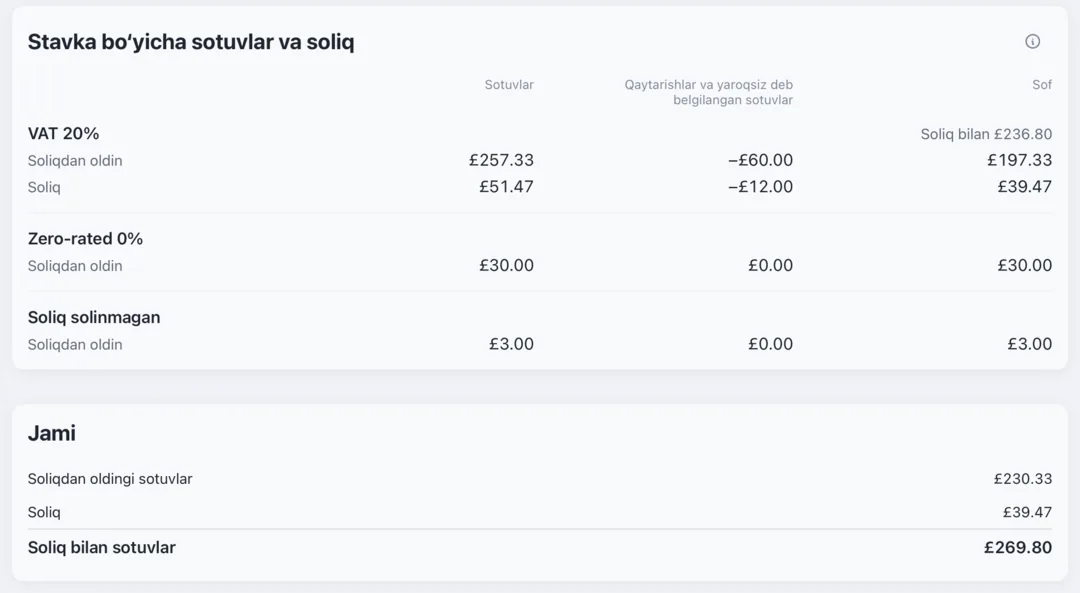 Stavka boʻyicha sotuvlar va soliq
Sotuvlar
Qaytarishlar va yaroqsiz deb
belgilangan sotuvlar
Sof
VAT 20%
Soliq bilan £236.80
Soliqdan oldin £257.33 −£60.00 £197.33
Soliq £51.47 −£12.00 £39.47
Zero-rated 0%
Soliqdan oldin £30.00 £0.00 £30.00
Soliq solinmagan
Soliqdan oldin £3.00 £0.00 £3.00
Jami
Soliqdan oldingi sotuvlar £230.33
Soliq £39.47
Soliq bilan sotuvlar £269.80